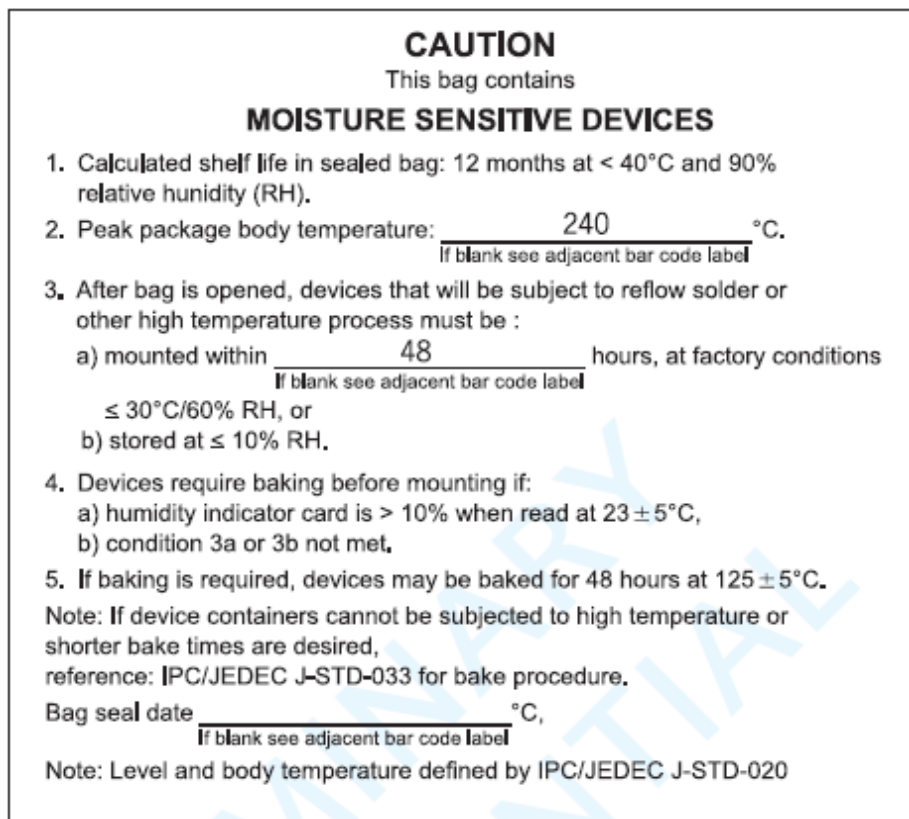 CAUTION
This bag contains
MOISTURE SENSITIVE DEVICES
1. Calculated shelf life in sealed bag: 12 months at < 40°C and 90%
relative hunidity (RH).
2. Peak package body temperature: 240 °C.
If blank see adjacent bar code label
3. After bag is opened, devices that will be subject to reflow solder or
other high temperature process must be :
a) mounted within 48 hours, at factory conditions
If blank see adjacent bar code label
≤ 30°C/60% RH, or
b) stored at ≤ 10% RH.
4. Devices require baking before mounting if:
a) humidity indicator card is > 10% when read at 23 ± 5°C,
b) condition 3a or 3b not met.
5. If baking is required, devices may be baked for 48 hours at 125 ± 5°C.
Note: If device containers cannot be subjected to high temperature or
shorter bake times are desired,
reference: IPC/JEDEC J-STD-033 for bake procedure.
Bag seal date °C,
If blank see adjacent bar code label
Note: Level and body temperature defined by IPC/JEDEC J-STD-020